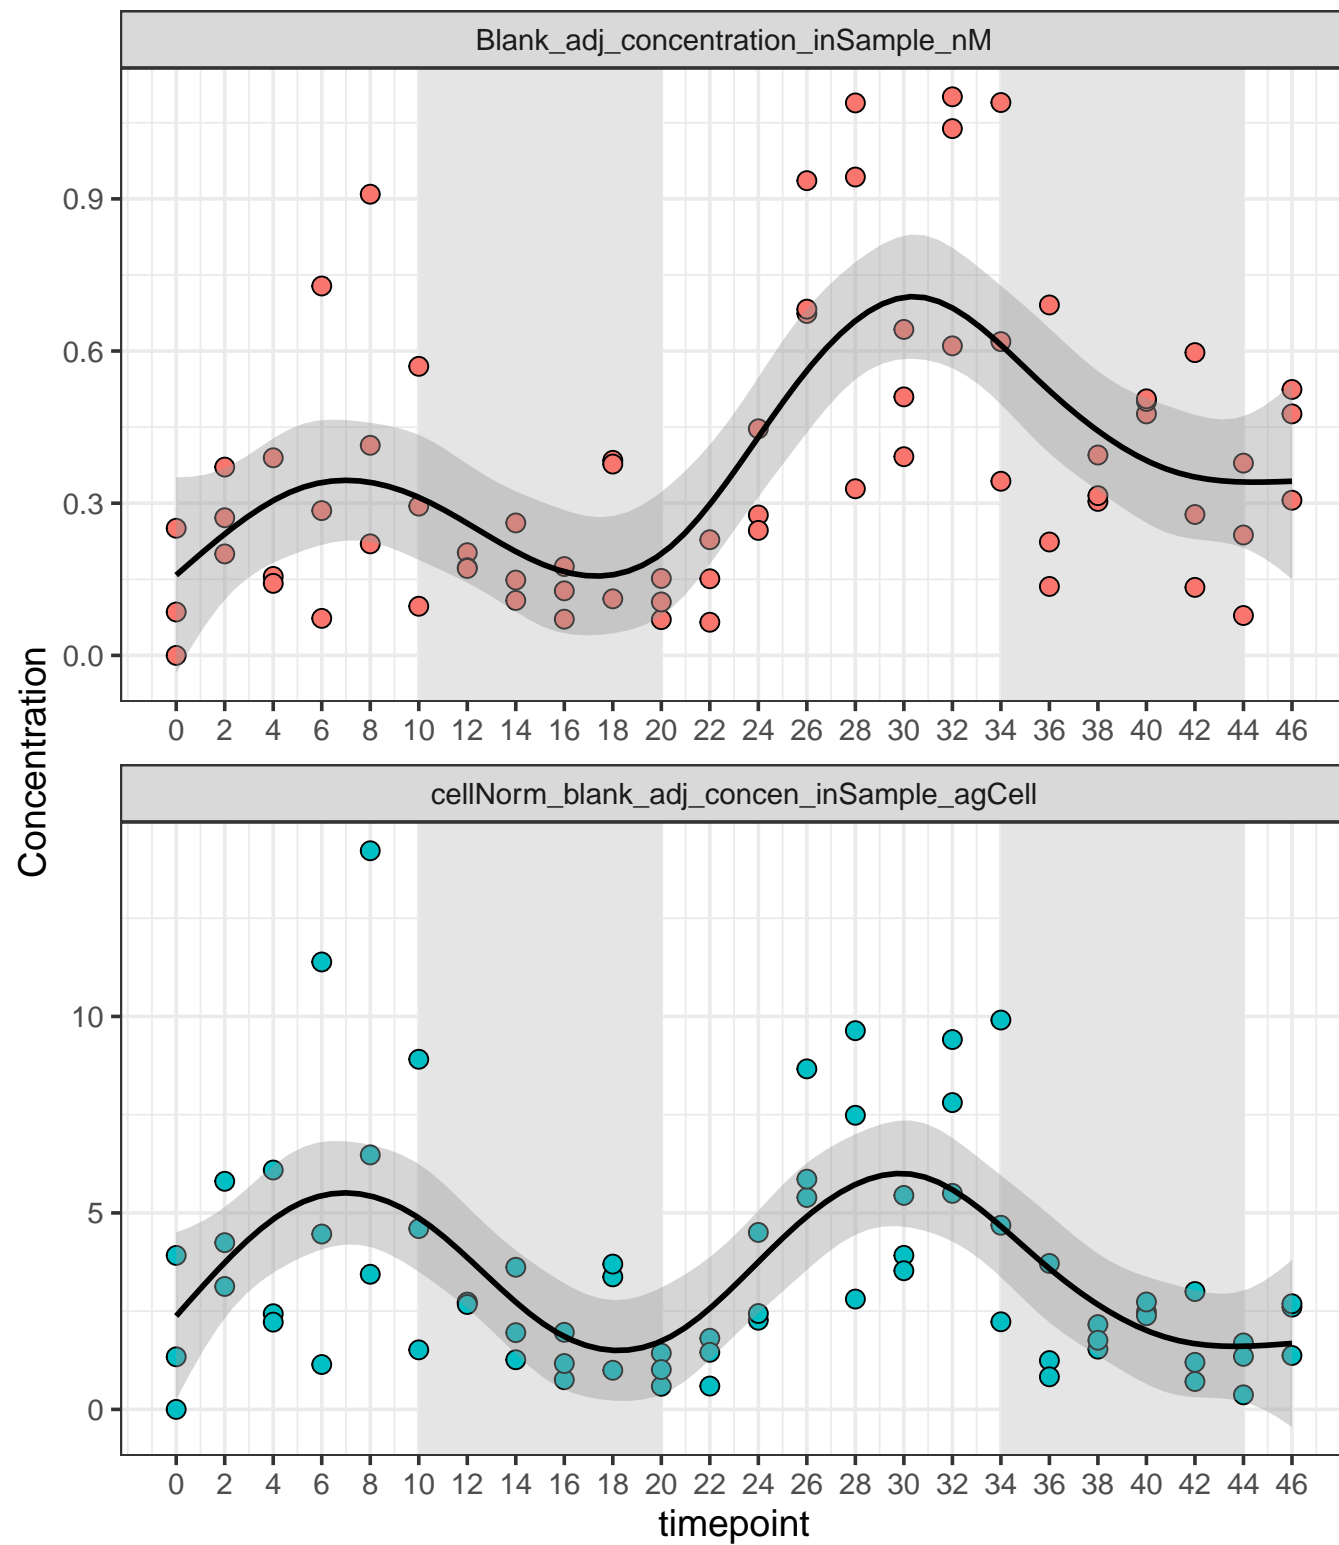 Blank_adj_concentration_inSample_nM
0.9
0.6
0.3
0.0
0 2 4 6 8 10 12 14 16 18 20 22 24 26 28 30 32 34 36 38 40 42 44 46
Concentration
cellNorm_blank_adj_concen_inSample_agCell
10
5
0
0 2 4 6 8 10 12 14 16 18 20 22 24 26 28 30 32 34 36 38 40 42 44 46
timepoint